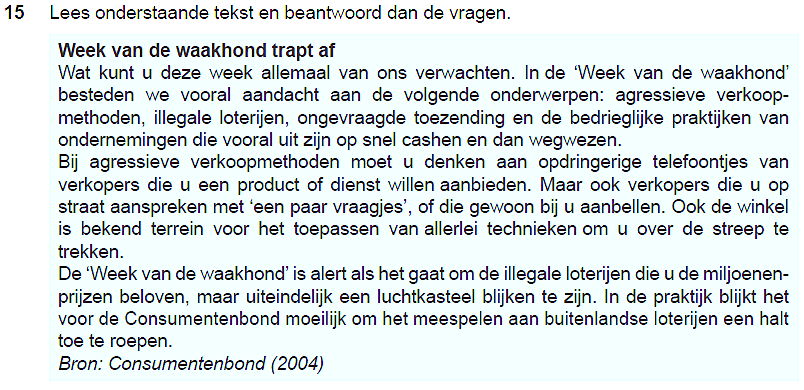 15 Lees onderstaande tekst en beantwoord dan de vragen.
Week van de waakhond trapt af
Wat kunt u deze week allemaal van ons verwachten. In de ‘Week van de waakhond’
besteden we vooral aandacht aan de volgende onderwerpen: agressieve verkoop-
methoden, illegale loterijen, ongevraagde toezending en de bedrieglijke praktijken van
ondernemingen die vooral uit zijn op snel cashen en dan wegwezen.
Bij agressieve verkoopmethoden moet u denken aan opdringerige telefoontjes van
verkopers die u een product of dienst willen aanbieden. Maar ook verkopers die u op
straat aanspreken met ‘een paar vraagjes’, of die gewoon bij u aanbellen. Ook de winkel
is bekend terrein voor het toepassen van allerlei technieken om u over de streep te
trekken.
De ‘Week van de waakhond’ is alert als het gaat om de illegale loterijen die u de miljoenen-
prijzen beloven, maar uiteindelijk een luchtkasteel blijken te zijn. In de praktijk blijkt het
voor de Consumentenbond moeilijk om het meespelen aan buitenlandse loterijen een halt
toe te roepen.
Bron: Consumentenbond (2004)